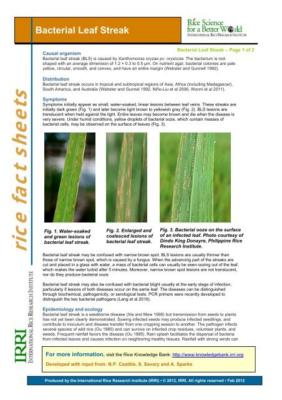 Bacterial Leaf Streak
Rice Science
for a Better World
INTERNATIONAL RICE RESEARCH INSTITUTE
Bacterial Leaf Streak – Page 1 of 2
Causal organism
Bacterial leaf streak (BLS) is caused by Xanthomonas oryzae pv. oryzicola. The bacterium is rod-
shaped with an average dimension of 1.2 × 0.3 to 0.5 µm. On nutrient agar, bacterial colonies are pale
yellow, circular, smooth, and convex, and have an entire margin (Webster and Gunnell 1992).
Distribution
Bacterial leaf streak occurs in tropical and subtropical regions of Asia, Africa (including Madagascar),
South America, and Australia (Webster and Gunnell 1992, Niño-Liu et al 2006, Wonni et al 2011).
Symptoms
Symptoms initially appear as small, water-soaked, linear lesions between leaf veins. These streaks are
initially dark green (Fig. 1) and later become light brown to yellowish gray (Fig. 2). BLS lesions are
translucent when held against the light. Entire leaves may become brown and die when the disease is
very severe. Under humid conditions, yellow droplets of bacterial ooze, which contain masses of
bacterial cells, may be observed on the surface of leaves (Fig. 3).
rice fact sheets
Fig. 1. Water-soaked
and green lesions of
bacterial leaf streak.
Fig. 2. Enlarged and
coalesced lesions of
bacterial leaf streak.
Fig. 3. Bacterial ooze on the surface
of an infected leaf. Photo courtesy of
Dindo King Donayre, Philippine Rice
Research Institute.
Bacterial leaf streak may be confused with narrow brown spot. BLS lesions are usually thinner than
those of narrow brown spot, which is caused by a fungus. When the advancing part of the streaks are
cut and placed in a glass with water, a mass of bacterial cells can usually be seen oozing out of the leaf,
which makes the water turbid after 5 minutes. Moreover, narrow brown spot lesions are not translucent,
nor do they produce bacterial ooze.
Bacterial leaf streak may also be confused with bacterial blight usually at the early stage of infection,
particularly if lesions of both diseases occur on the same leaf. The diseases can be distinguished
through biochemical, pathogenicity, or serological tests. PCR primers were recently developed to
distinguish the two bacterial pathogens (Lang et al 2010).
Epidemiology and ecology
Bacterial leaf streak is a seedborne disease (Xie and Mew 1998) but transmission from seeds to plants
has not yet been clearly demonstrated. Sowing infected seeds may produce infected seedlings, and
contribute to inoculum and disease transfer from one cropping season to another. The pathogen infects
several species of wild rice (Ou 1985) and can survive on infected crop residues, volunteer plants, and
weeds. Frequent rainfall favors the disease (Ou 1985). Rain splash facilitates the dispersal of bacteria
from infected leaves and causes infection on neighboring healthy tissues. Rainfall with strong winds can
IRRI
INTERNATIONAL RICE RESEARCH INSTITUTE
For more information, visit the Rice Knowledge Bank: http://www.knowledgebank.irri.org
Developed with input from: N.P. Castilla, S. Savary, & A. Sparks
Produced by the International Rice Research Institute (IRRI) • © 2012, IRRI, All rights reserved • Feb 2012